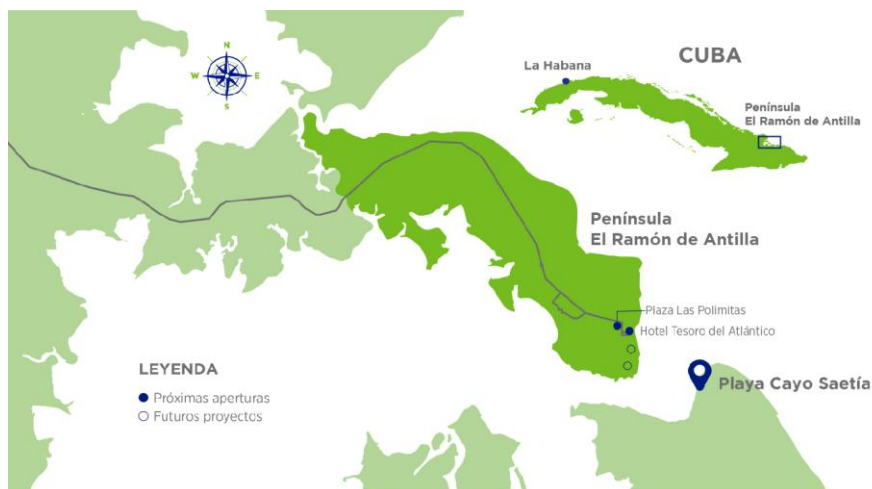 N
W
E
S
CUBA
La Habana
Península
El Ramón de Antilla
Península
El Ramón de Antilla
Plaza Las Polimitas
Hotel Tesoro del Atlántico
LEYENDA
Próximas aperturas
Futuros proyectos
Playa Cayo Saetía